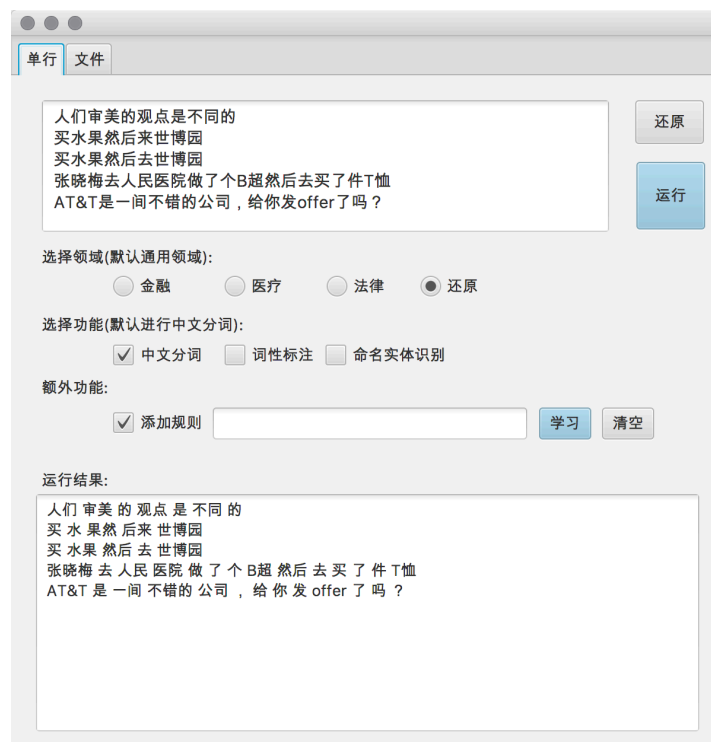 单行 文件
人们审美的观点是不同的
买水果然后来世博园
买水果然后去世博园
张晓梅去人民医院做了个B超然后去买了件T恤
AT&T是一间不错的公司，给你发offer了吗？
还原
运行
选择领域(默认通用领域):
金融 医疗 法律 还原
选择功能(默认进行中文分词):
中文分词 词性标注 命名实体识别
额外功能:
添加规则 学习 清空
运行结果:
人们 审美 的 观点 是 不同 的
买 水 果然 后来 世博园
买 水果 然后 去 世博园
张晓梅 去 人民 医院 做 了 个 B超 然后 去 买 了 件 T恤
AT&T 是 一间 不错的 公司 ， 给 你 发 offer 了 吗 ？